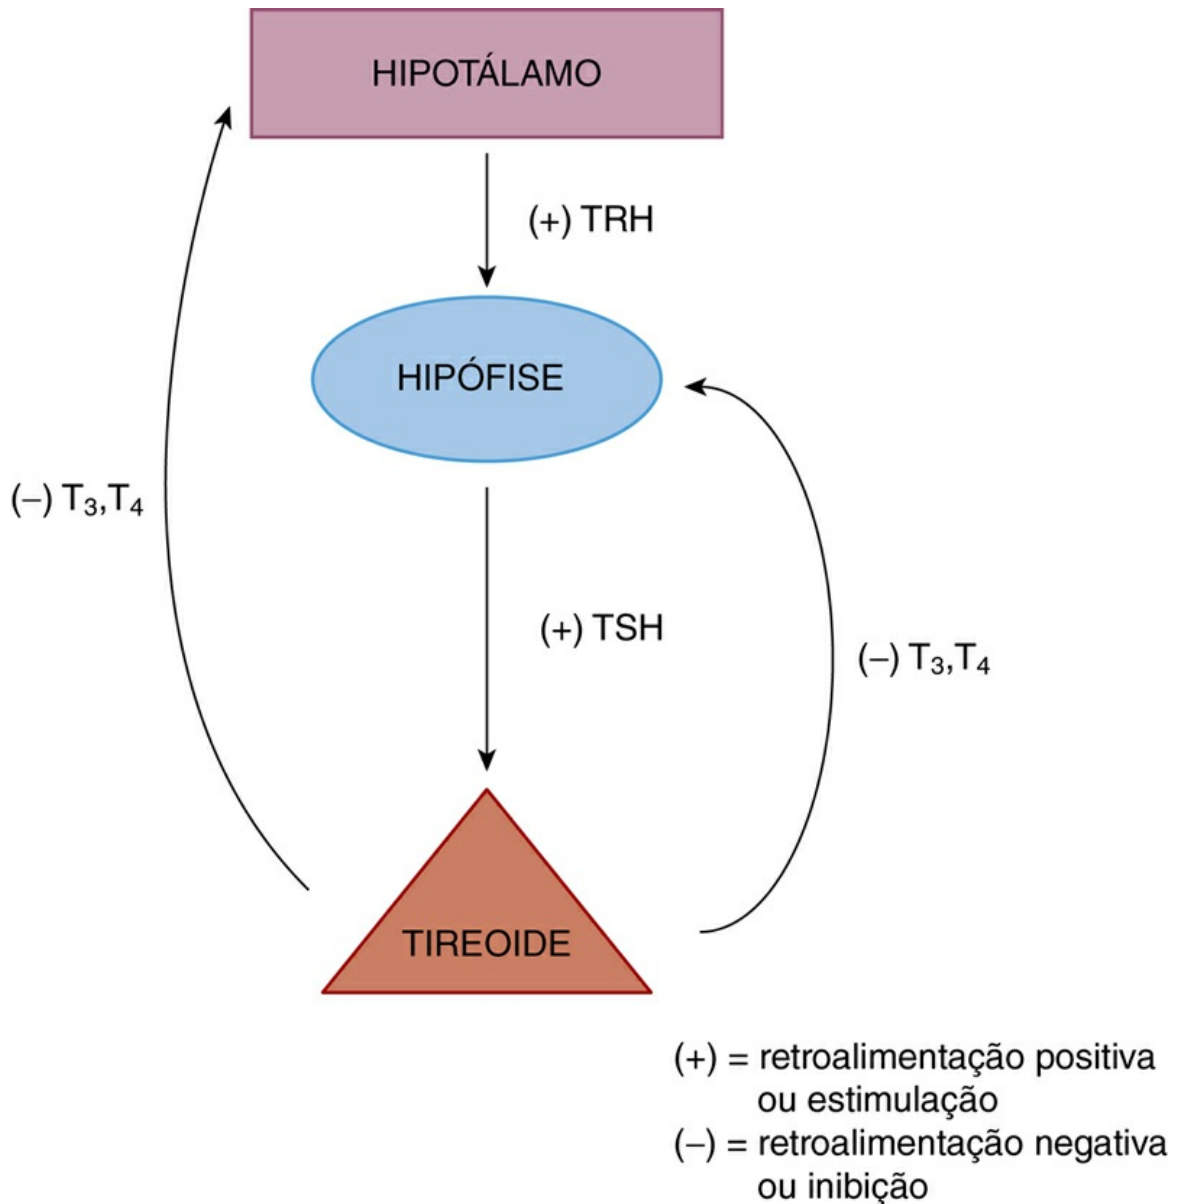 HIPOTÁLAMO
(+) TRH
HIPÓFISE
(–) T₃,T₄
(+) TSH
(–) T₃,T₄
TIREOIDE
(+) = retroalimentação positiva
ou estimulação
(–) = retroalimentação negativa
ou inibição